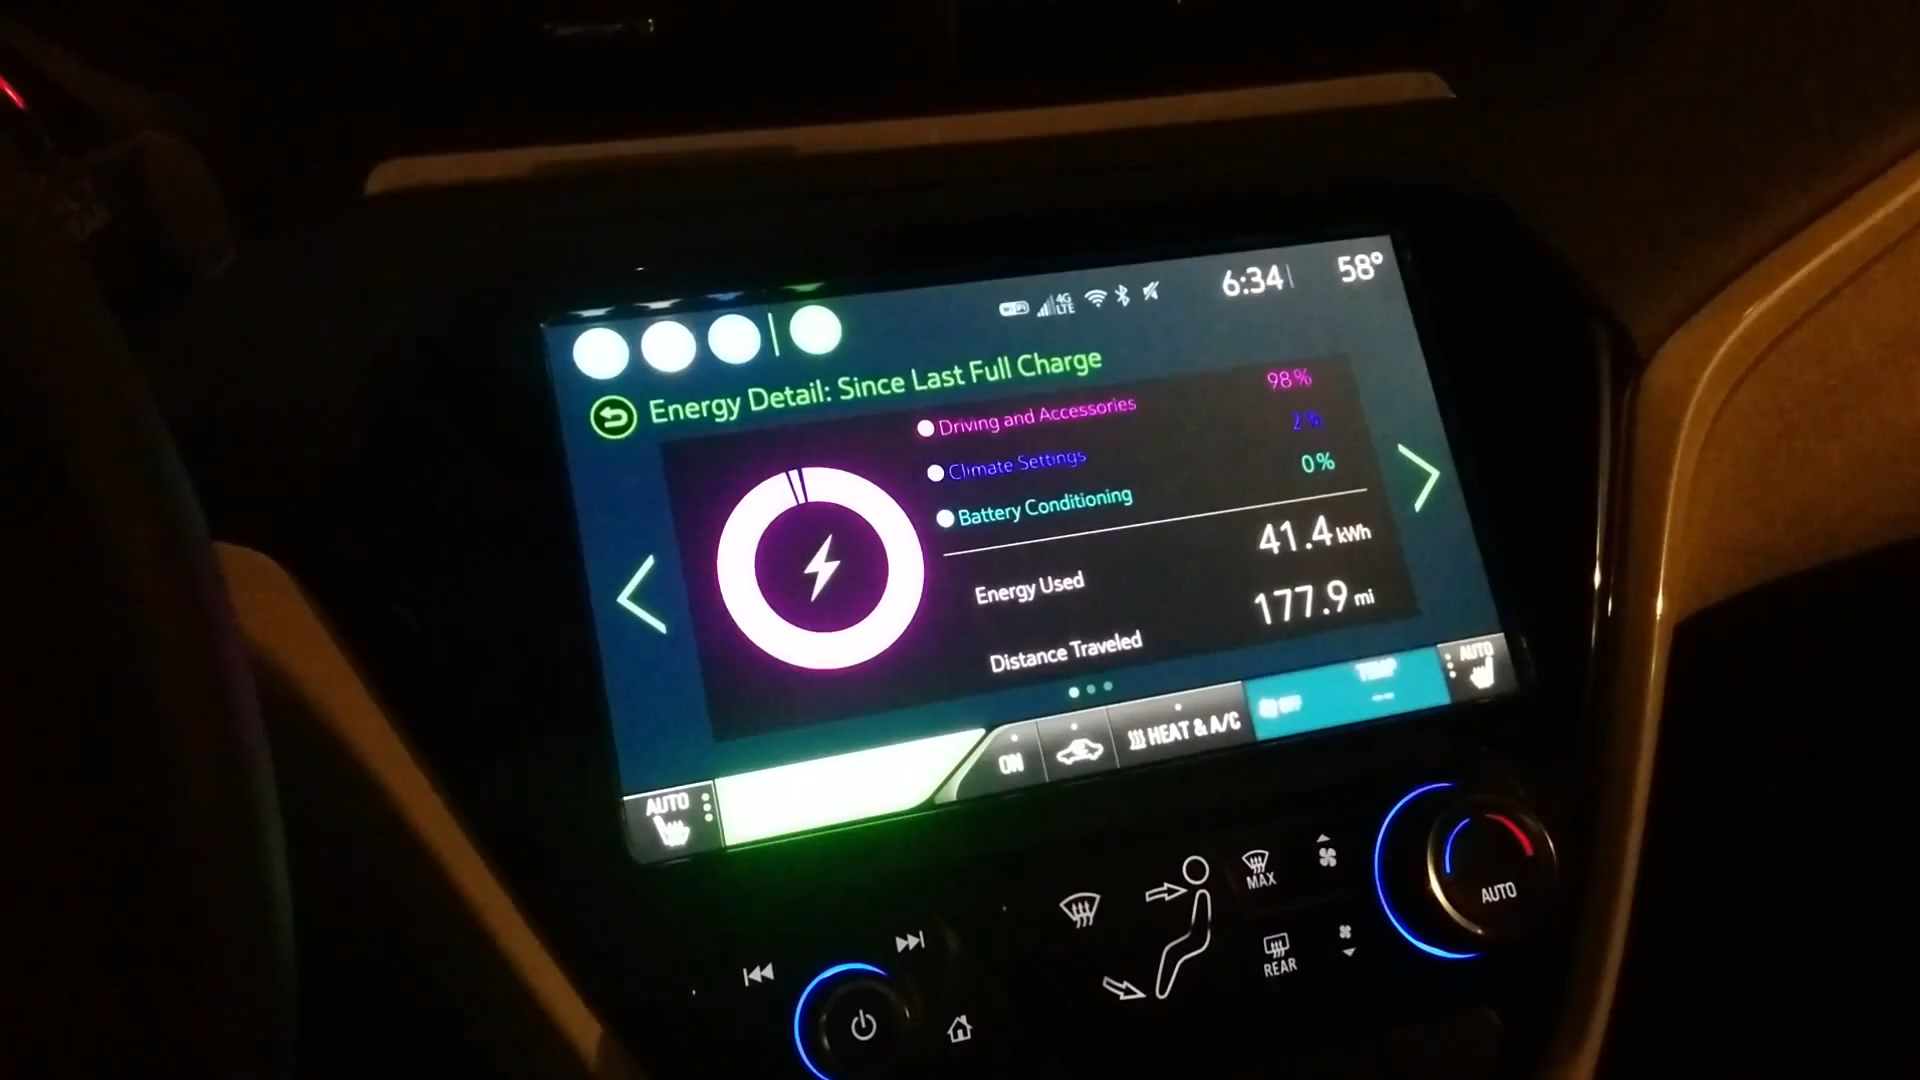 4G LTE 6:34 58°
Energy Detail: Since Last Full Charge
Driving and Accessories 98%
Climate Settings 2%
Battery Conditioning 0%
Energy Used 41.4 kWh
Distance Traveled 177.9 mi
AUTO ON HEAT & A/C OFF TEMP -- AUTO
MAX
AUTO
REAR